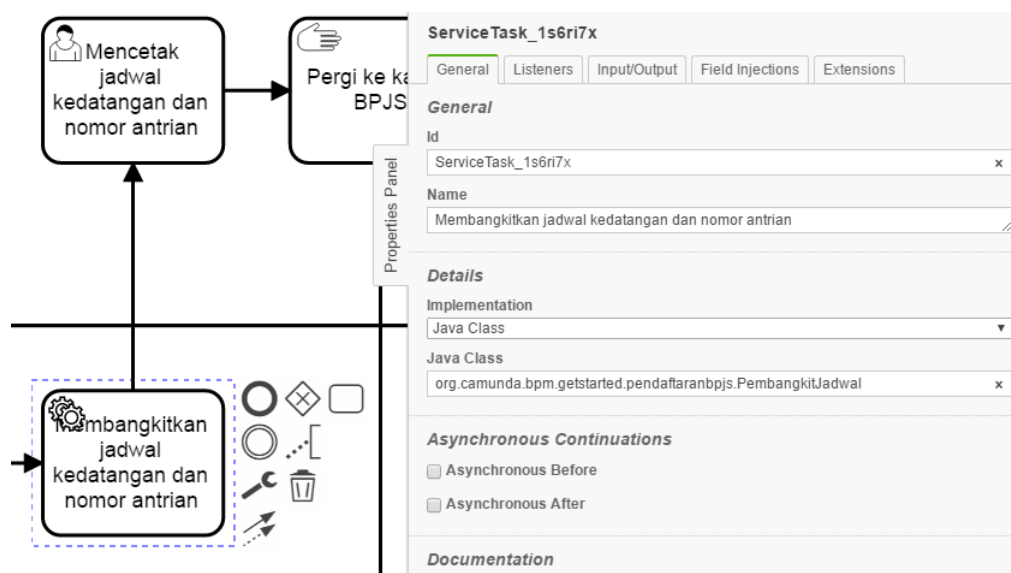 Mencetak
jadwal
kedatangan dan
nomor antrian
Pergi ke ka
BPJS
Membangkitkan
jadwal
kedatangan dan
nomor antrian
Properties Panel
ServiceTask_1s6ri7x
General
Listeners
Input/Output
Field Injections
Extensions
General
Id
ServiceTask_1s6ri7x
Name
Membangkitkan jadwal kedatangan dan nomor antrian
Details
Implementation
Java Class
Java Class
org.camunda.bpm.getstarted.pendaftaranbpjs.PembangkitJadwal
Asynchronous Continuations
Asynchronous Before
Asynchronous After
Documentation